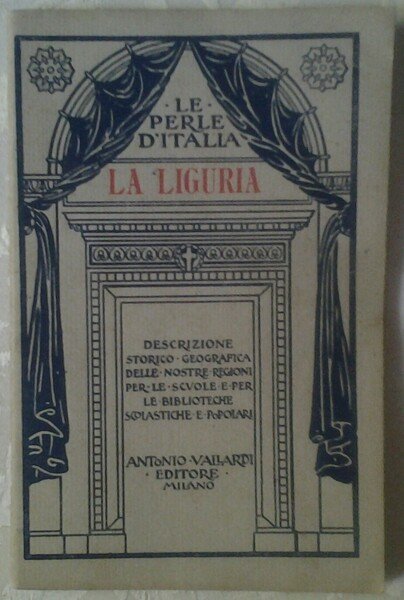 · LE ·
PERLE
D'ITALIA
LA LIGURIA
DESCRIZIONE
STORICO · GEOGRAFICA
DELLE · NOSTRE · REGIONI
PER · LE · SCVOLE · E · PER
LE · BIBLIOTECHE
SCOLASTICHE · E · POPOLARI
ANTONIO · VALLARDI
· EDITORE ·
MILANO